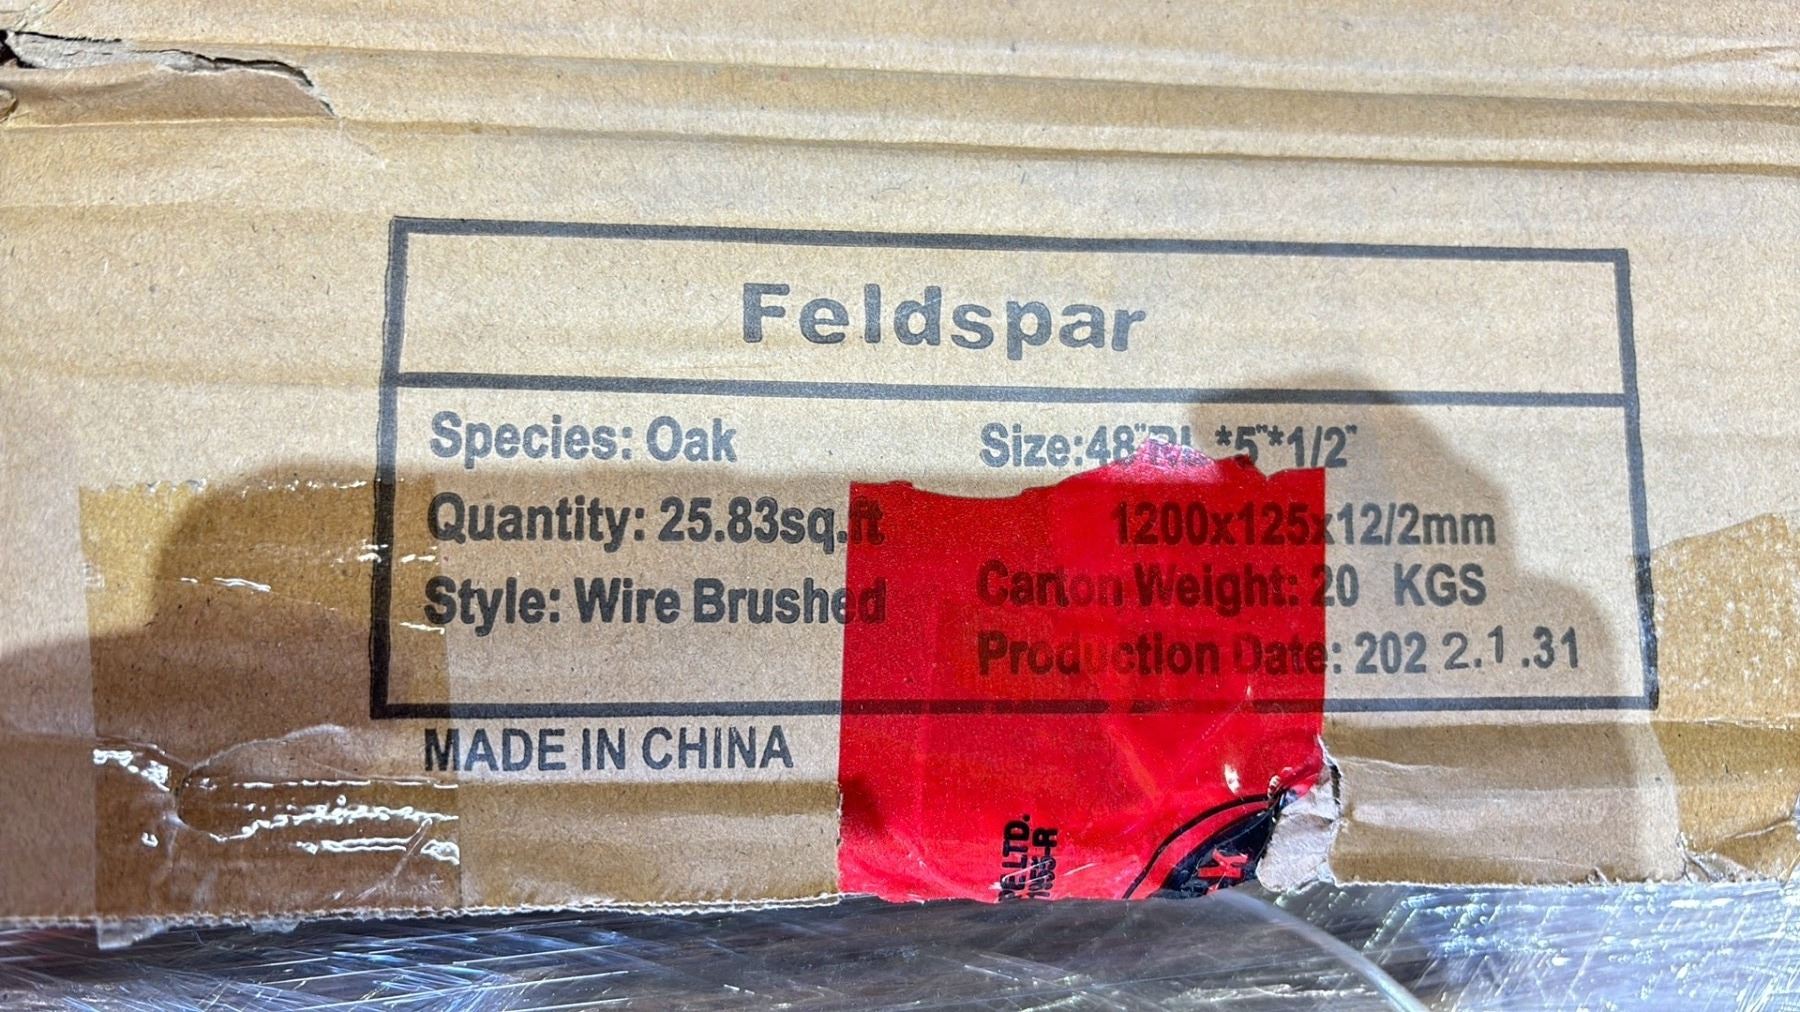 Feldspar
Species: Oak
Size:48"RL *5"*1/2"
Quantity: 25.83sq.ft
1200x125x12/2mm
Style: Wire Brushed
Carton Weight: 20 KGS
Production Date: 202 2.1.31
MADE IN CHINA
LTD.